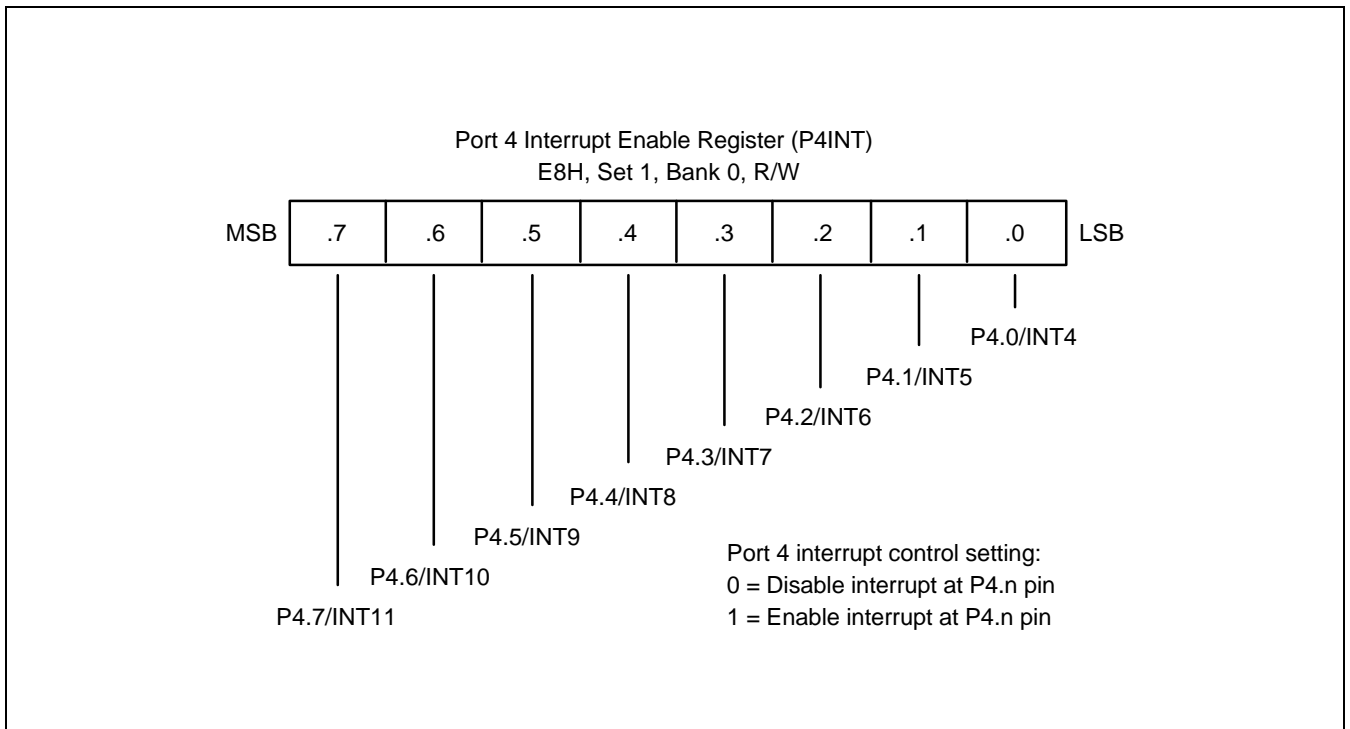 Port 4 Interrupt Enable Register (P4INT)
E8H, Set 1, Bank 0, R/W
MSB .7 .6 .5 .4 .3 .2 .1 .0 LSB
P4.0/INT4
P4.1/INT5
P4.2/INT6
P4.3/INT7
P4.4/INT8
P4.5/INT9
P4.6/INT10
P4.7/INT11
Port 4 interrupt control setting:
0 = Disable interrupt at P4.n pin
1 = Enable interrupt at P4.n pin